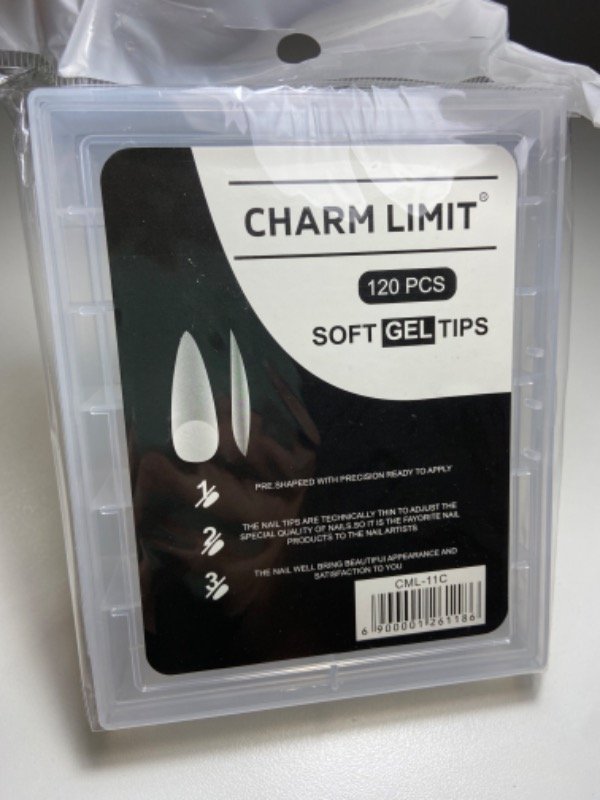 CHARM LIMIT®
120 PCS
SOFT GEL TIPS
1
PRE.SHAPEED WITH PRECISION READY TO APPLY
2
THE NAIL TIPS ARE TECHNICALLY THIN TO ADJUST THE
SPECIAL QUALITY OF NAILS.SO IT IS THE FAVORITE NAIL
PRODUCTS TO THE NAIL ARTISTS
3
THE NAIL WELL BRING BEAUTIFUI APPEARANCE AND
SATISFACTION TO YOU
CML-11C
6 900001 261186